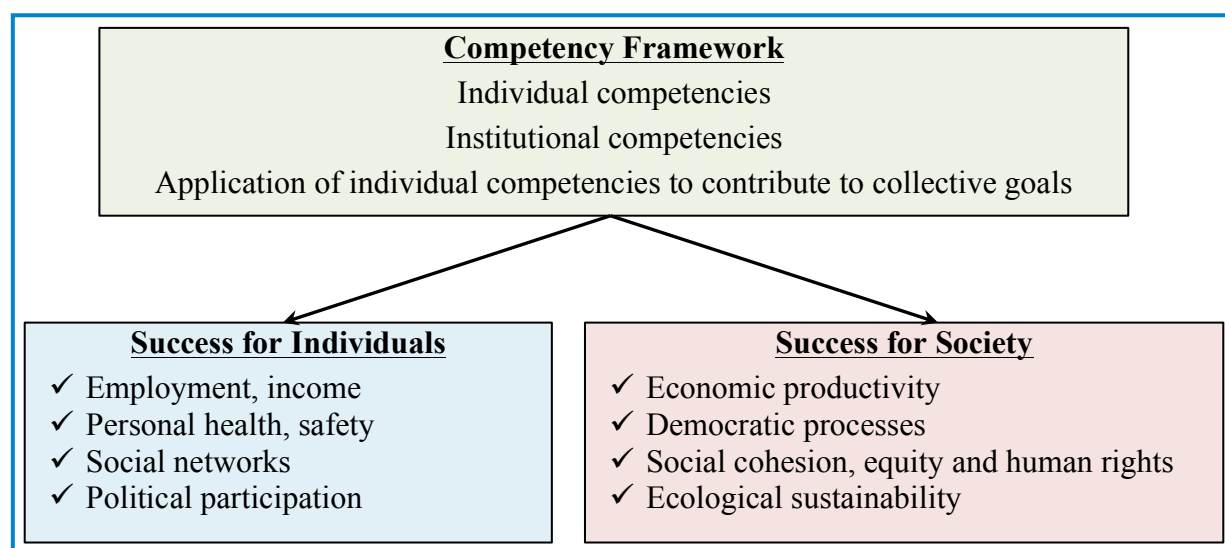 Competency Framework
Individual competencies
Institutional competencies
Application of individual competencies to contribute to collective goals
Success for Individuals
✓ Employment, income
✓ Personal health, safety
✓ Social networks
✓ Political participation
Success for Society
✓ Economic productivity
✓ Democratic processes
✓ Social cohesion, equity and human rights
✓ Ecological sustainability